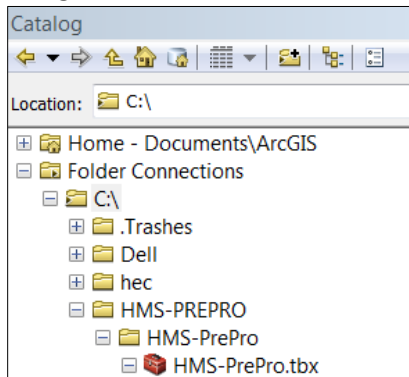 Catalog
Location: C:\
Home - Documents\ArcGIS
Folder Connections
C:\
.Trashes
Dell
hec
HMS-PREPRO
HMS-PrePro
HMS-PrePro.tbx